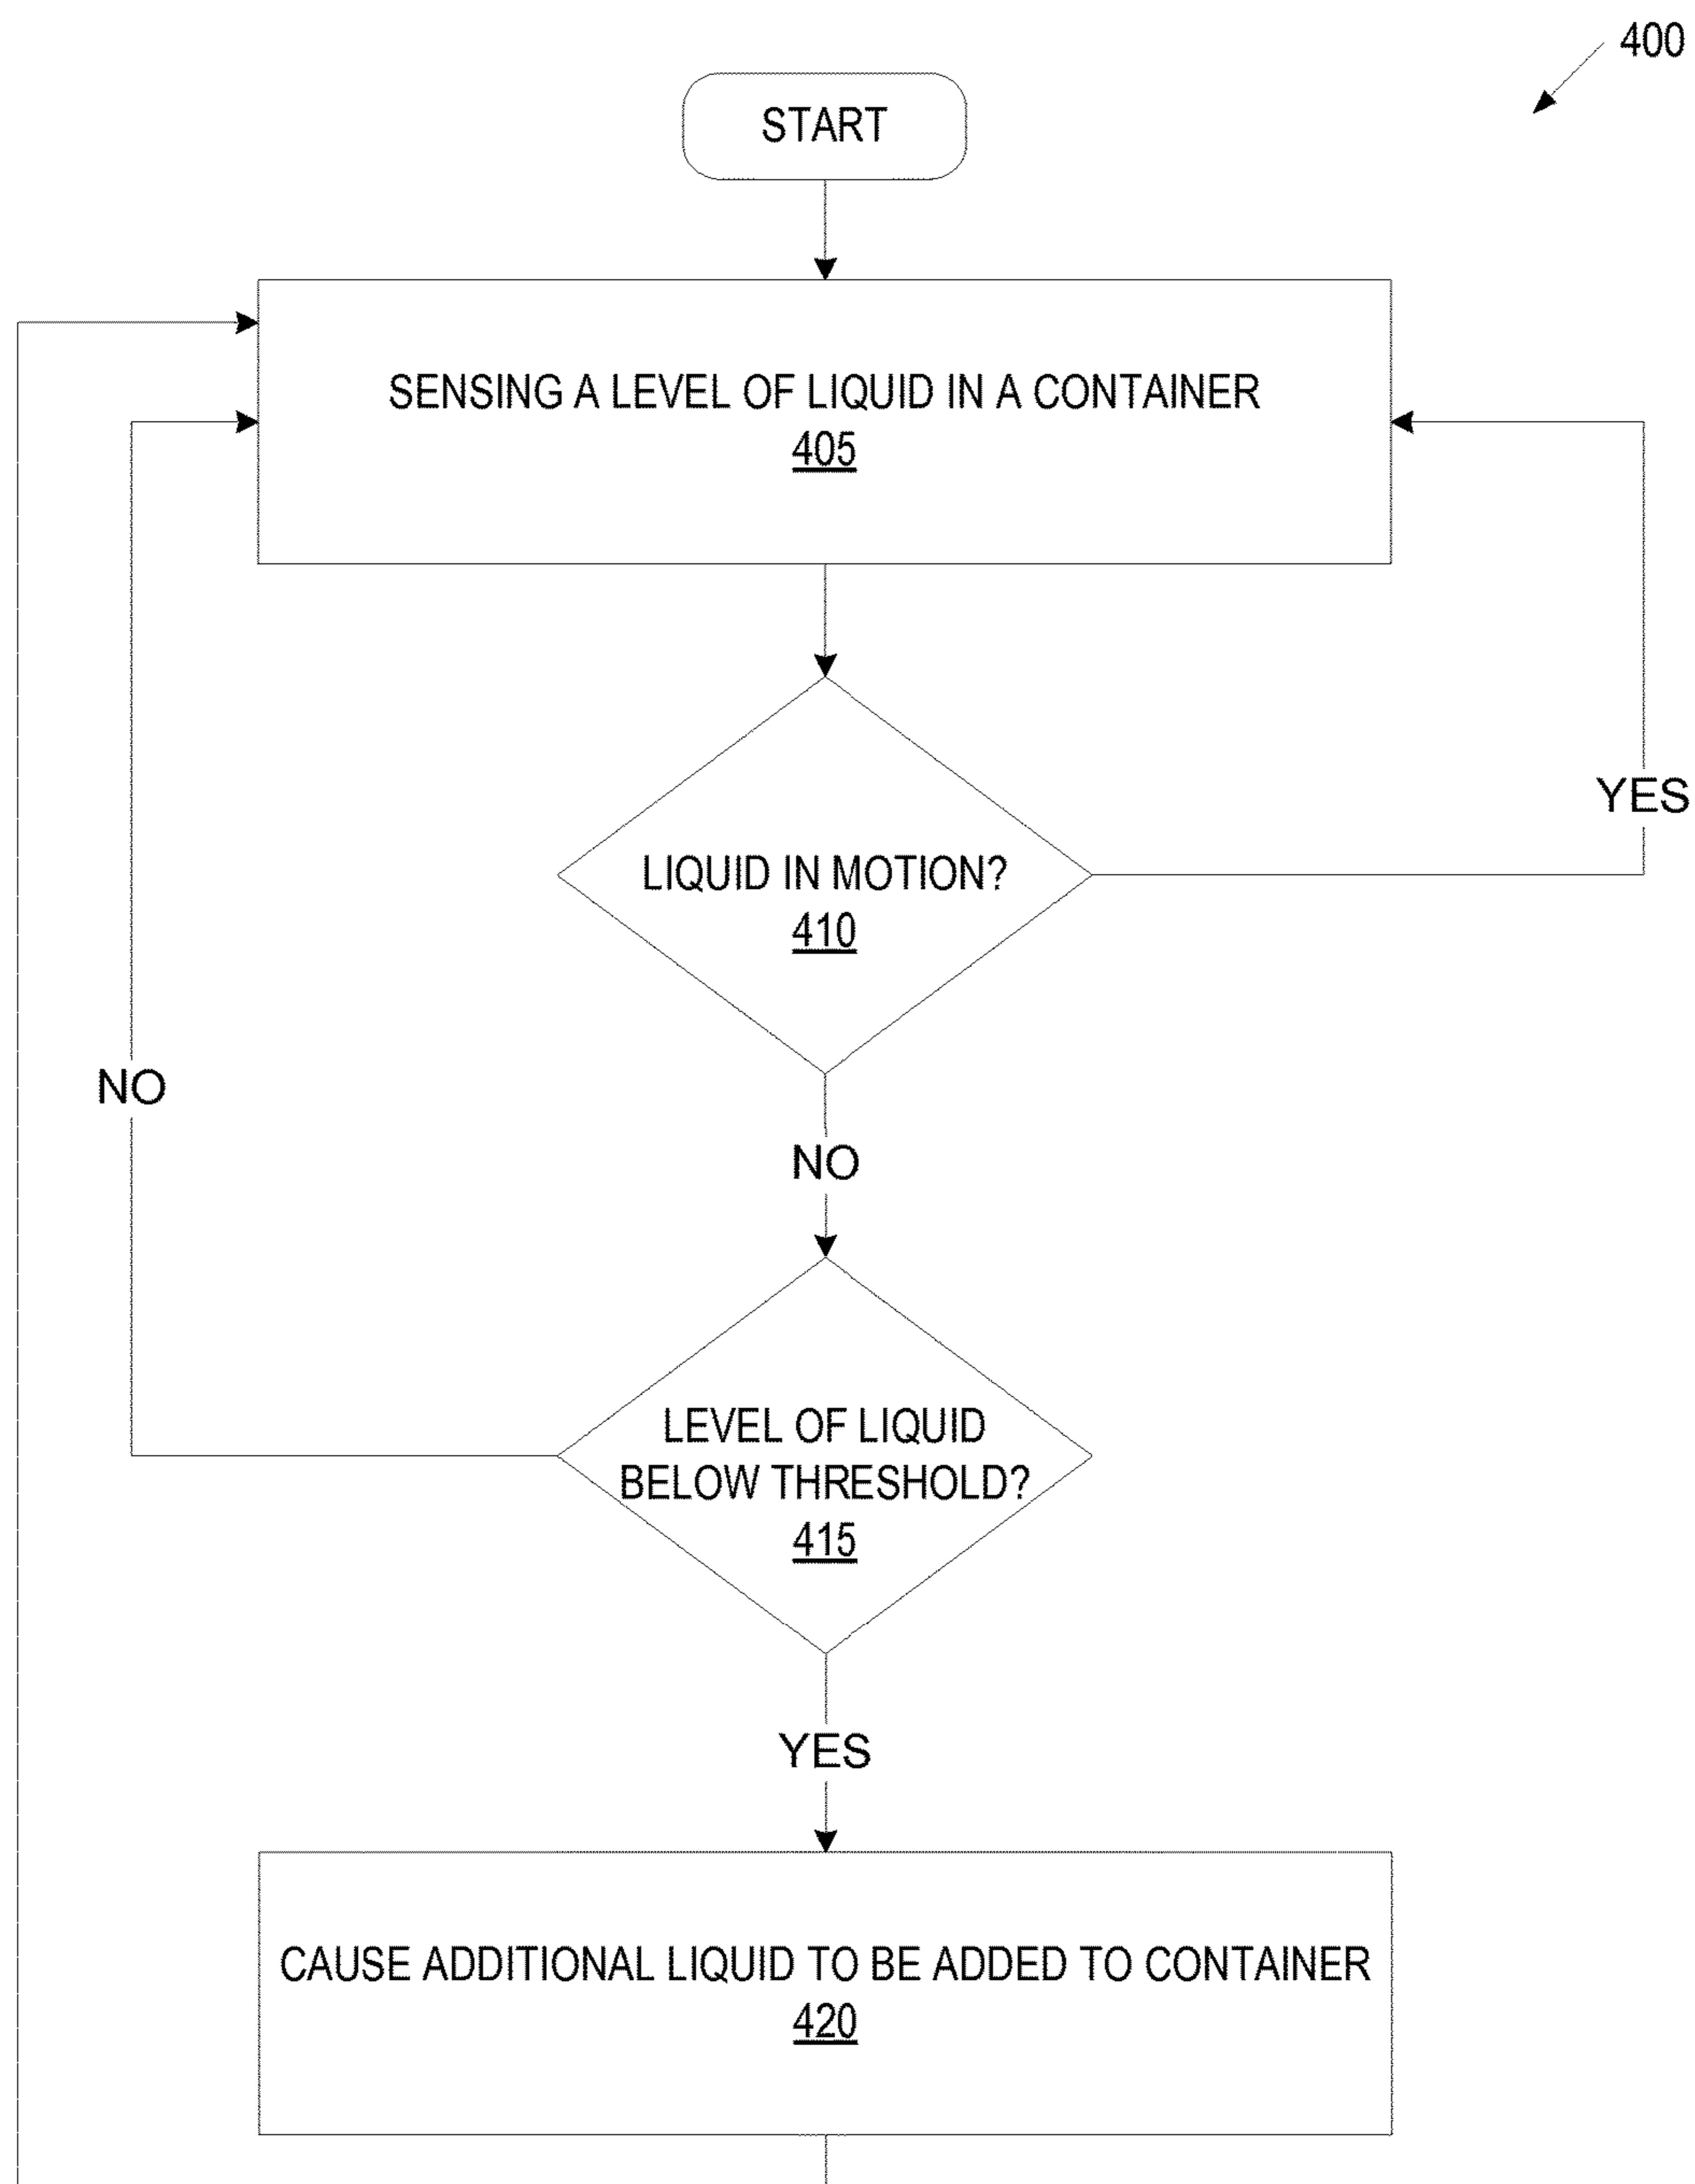 400
START
SENSING A LEVEL OF LIQUID IN A CONTAINER
405
LIQUID IN MOTION?
410
YES
NO
NO
LEVEL OF LIQUID
BELOW THRESHOLD?
415
YES
CAUSE ADDITIONAL LIQUID TO BE ADDED TO CONTAINER
420